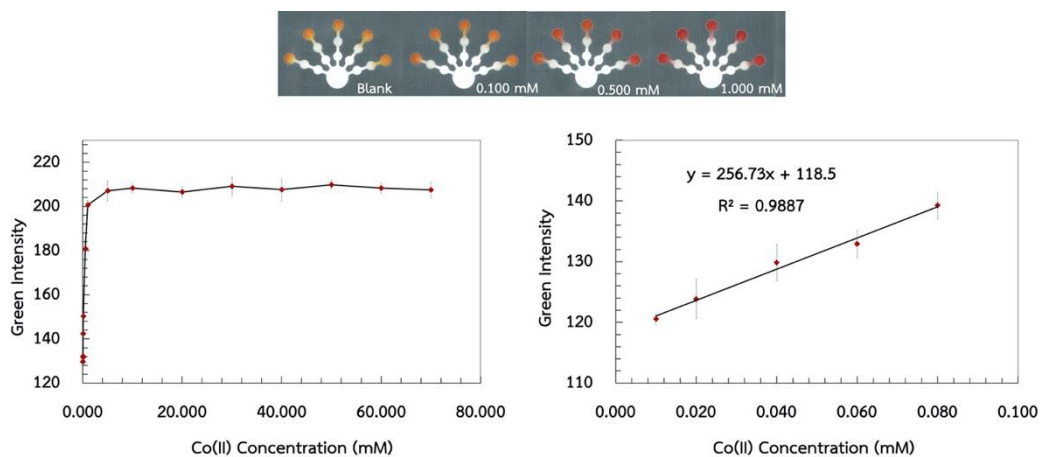 Blank
0.100 mM
0.500 mM
1.000 mM
220
200
180
160
140
120
Green Intensity
0.000
20.000
40.000
60.000
80.000
Co(II) Concentration (mM)
150
140
130
120
110
Green Intensity
y = 256.73x + 118.5
R² = 0.9887
0.000
0.020
0.040
0.060
0.080
0.100
Co(II) Concentration (mM)